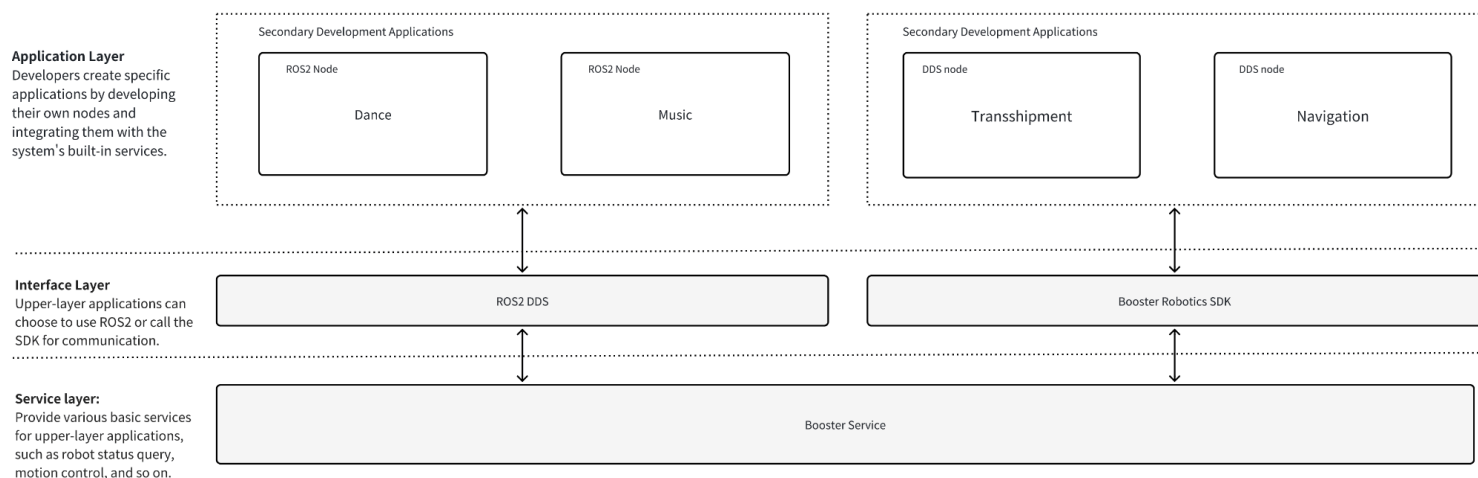 Application Layer
Developers create specific
applications by developing
their own nodes and
integrating them with the
system's built-in services.
Secondary Development Applications
ROS2 Node
Dance
ROS2 Node
Music
Secondary Development Applications
DDS node
Transshipment
DDS node
Navigation
Interface Layer
Upper-layer applications can
choose to use ROS2 or call the
SDK for communication.
ROS2 DDS
Booster Robotics SDK
Service layer:
Provide various basic services
for upper-layer applications,
such as robot status query,
motion control, and so on.
Booster Service